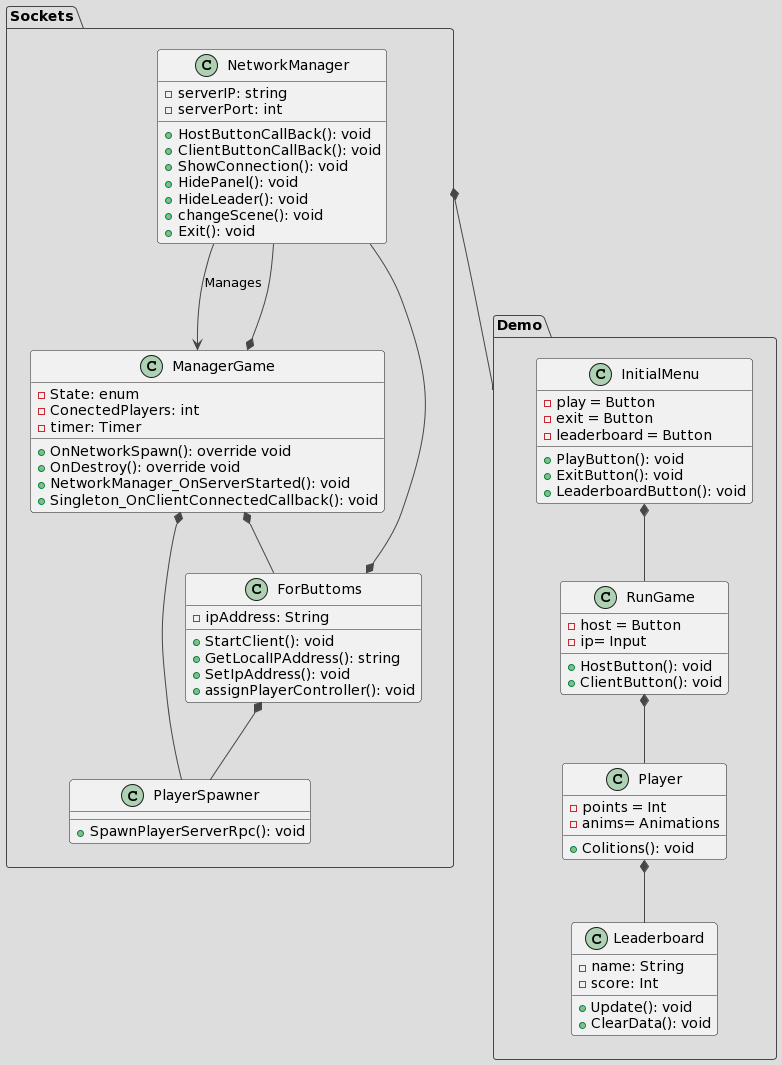 Sockets
C NetworkManager
serverIP: string
serverPort: int
HostButtonCallBack(): void
ClientButtonCallBack(): void
ShowConnection(): void
HidePanel(): void
HideLeader(): void
changeScene(): void
Exit(): void
Manages
C ManagerGame
State: enum
ConectedPlayers: int
timer: Timer
OnNetworkSpawn(): override void
OnDestroy(): override void
NetworkManager_OnServerStarted(): void
Singleton_OnClientConnectedCallback(): void
C ForButtoms
ipAddress: String
StartClient(): void
GetLocalIPAddress(): string
SetIpAddress(): void
assignPlayerController(): void
C PlayerSpawner
SpawnPlayerServerRpc(): void
Demo
C InitialMenu
play = Button
exit = Button
leaderboard = Button
PlayButton(): void
ExitButton(): void
LeaderboardButton(): void
C RunGame
host = Button
ip= Input
HostButton(): void
ClientButton(): void
C Player
points = Int
anims= Animations
Colitions(): void
C Leaderboard
name: String
score: Int
Update(): void
ClearData(): void